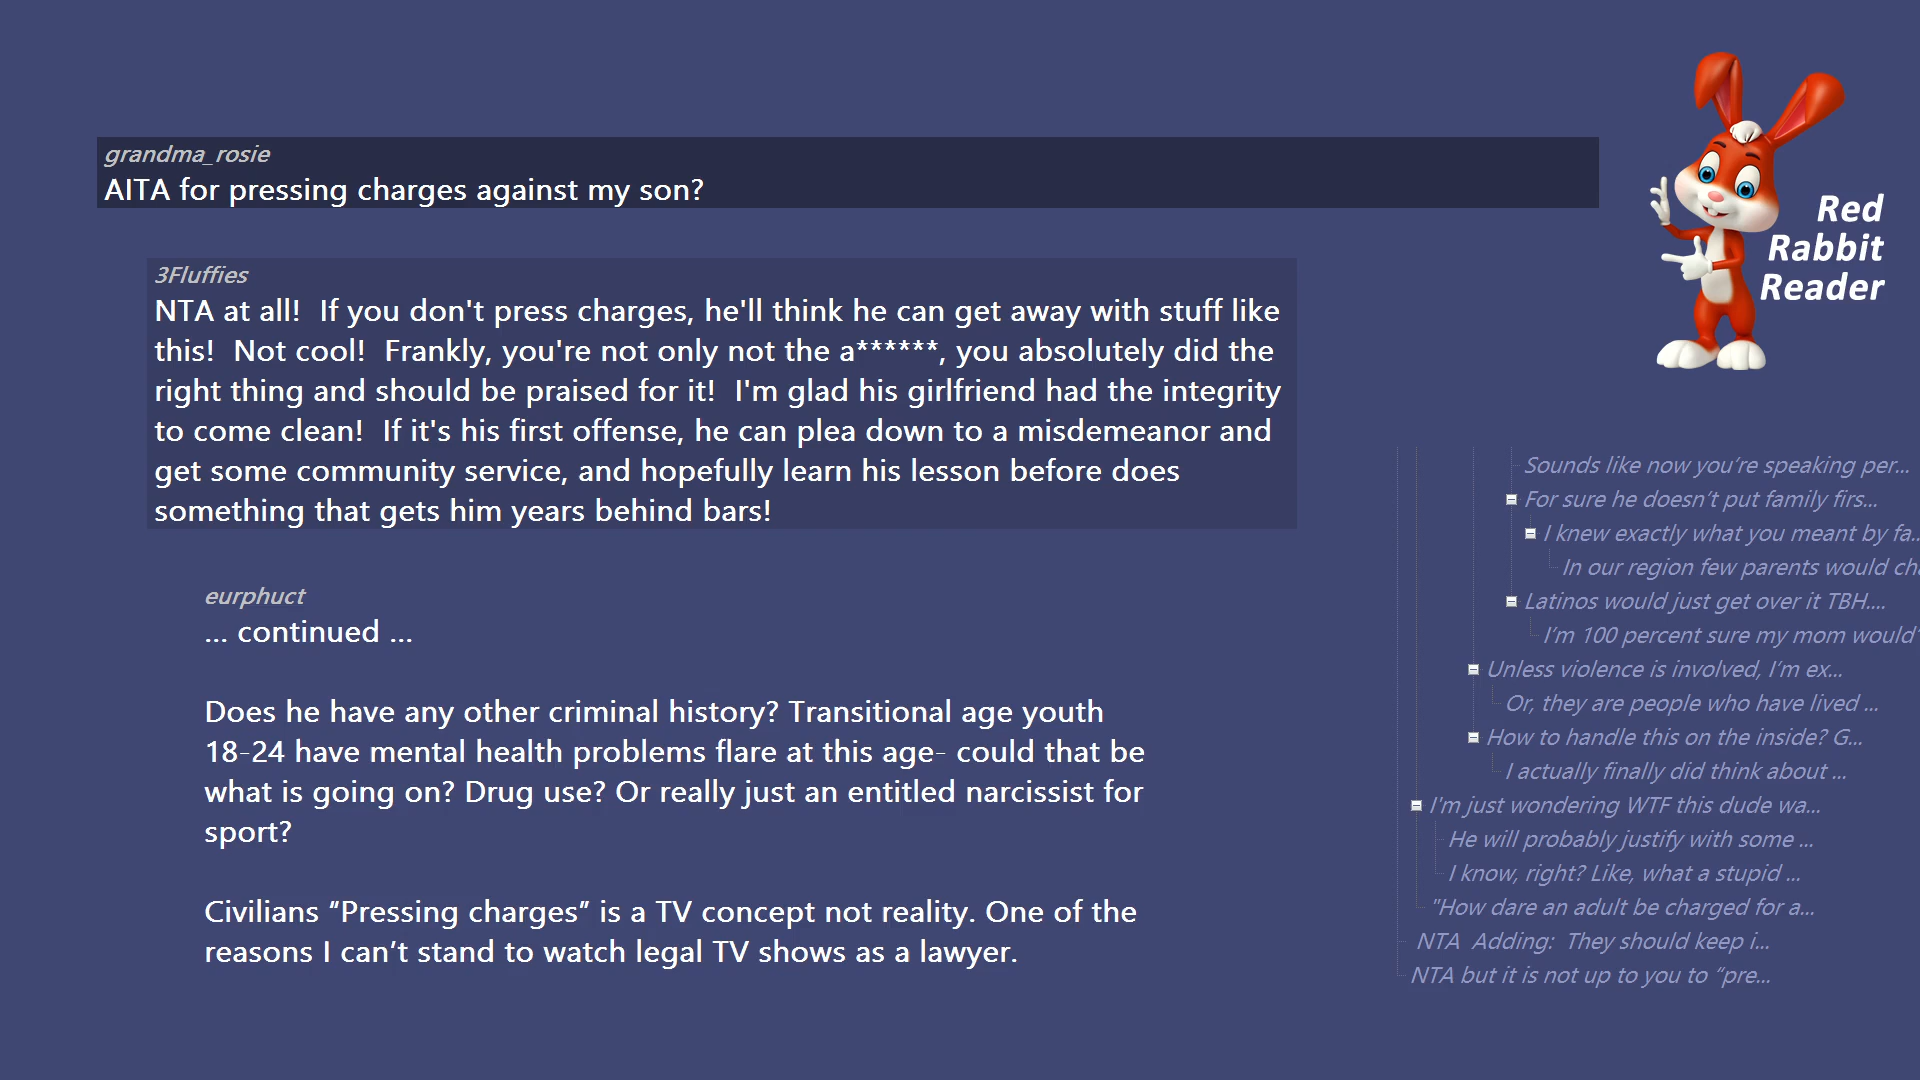 grandma_rosie
AITA for pressing charges against my son?
3Fluffies
NTA at all!  If you don't press charges, he'll think he can get away with stuff like
this!  Not cool!  Frankly, you're not only not the a******, you absolutely did the
right thing and should be praised for it!  I'm glad his girlfriend had the integrity
to come clean!  If it's his first offense, he can plea down to a misdemeanor and
get some community service, and hopefully learn his lesson before does
something that gets him years behind bars!
eurphuct
... continued ...
Does he have any other criminal history? Transitional age youth
18-24 have mental health problems flare at this age- could that be
what is going on? Drug use? Or really just an entitled narcissist for
sport?
Civilians “Pressing charges” is a TV concept not reality. One of the
reasons I can’t stand to watch legal TV shows as a lawyer.
Red
Rabbit
Reader
Sounds like now you’re speaking per...
For sure he doesn’t put family firs...
I knew exactly what you meant by fa...
In our region few parents would cha
Latinos would just get over it TBH....
I’m 100 percent sure my mom would’
Unless violence is involved, I’m ex...
Or, they are people who have lived ...
How to handle this on the inside? G...
I actually finally did think about ...
I'm just wondering WTF this dude wa...
He will probably justify with some ...
I know, right? Like, what a stupid ...
"How dare an adult be charged for a...
NTA  Adding:  They should keep i...
NTA but it is not up to you to “pre...